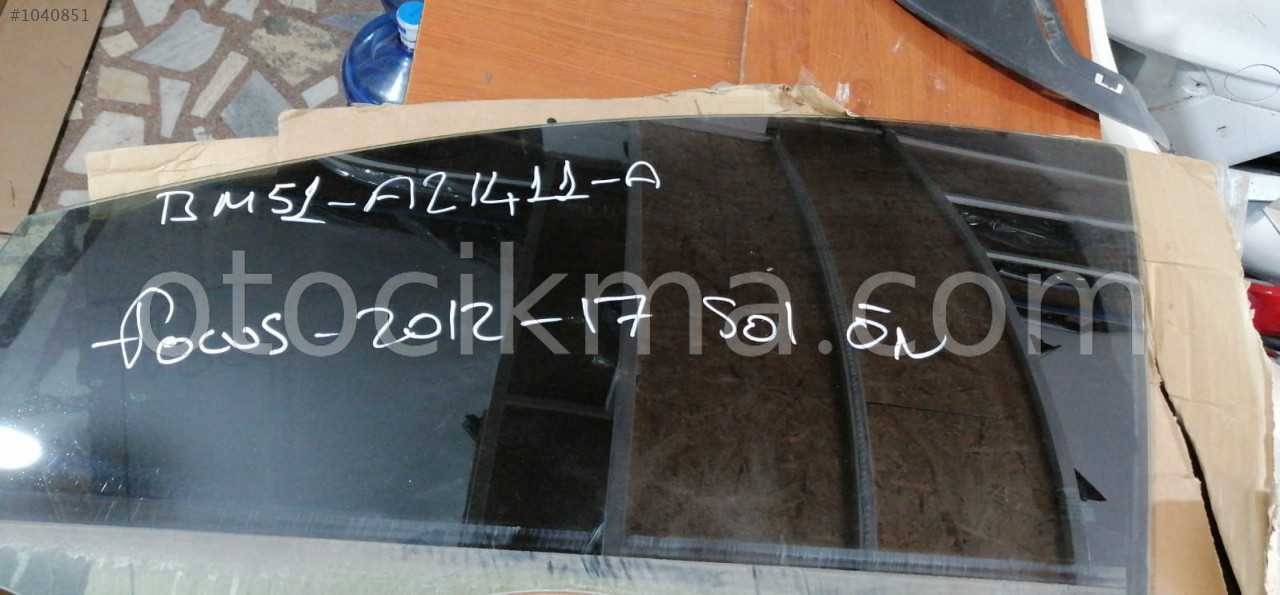 #1040851
BM51-A21411-A
otocikma.com
focus-2012-17 Sol ön